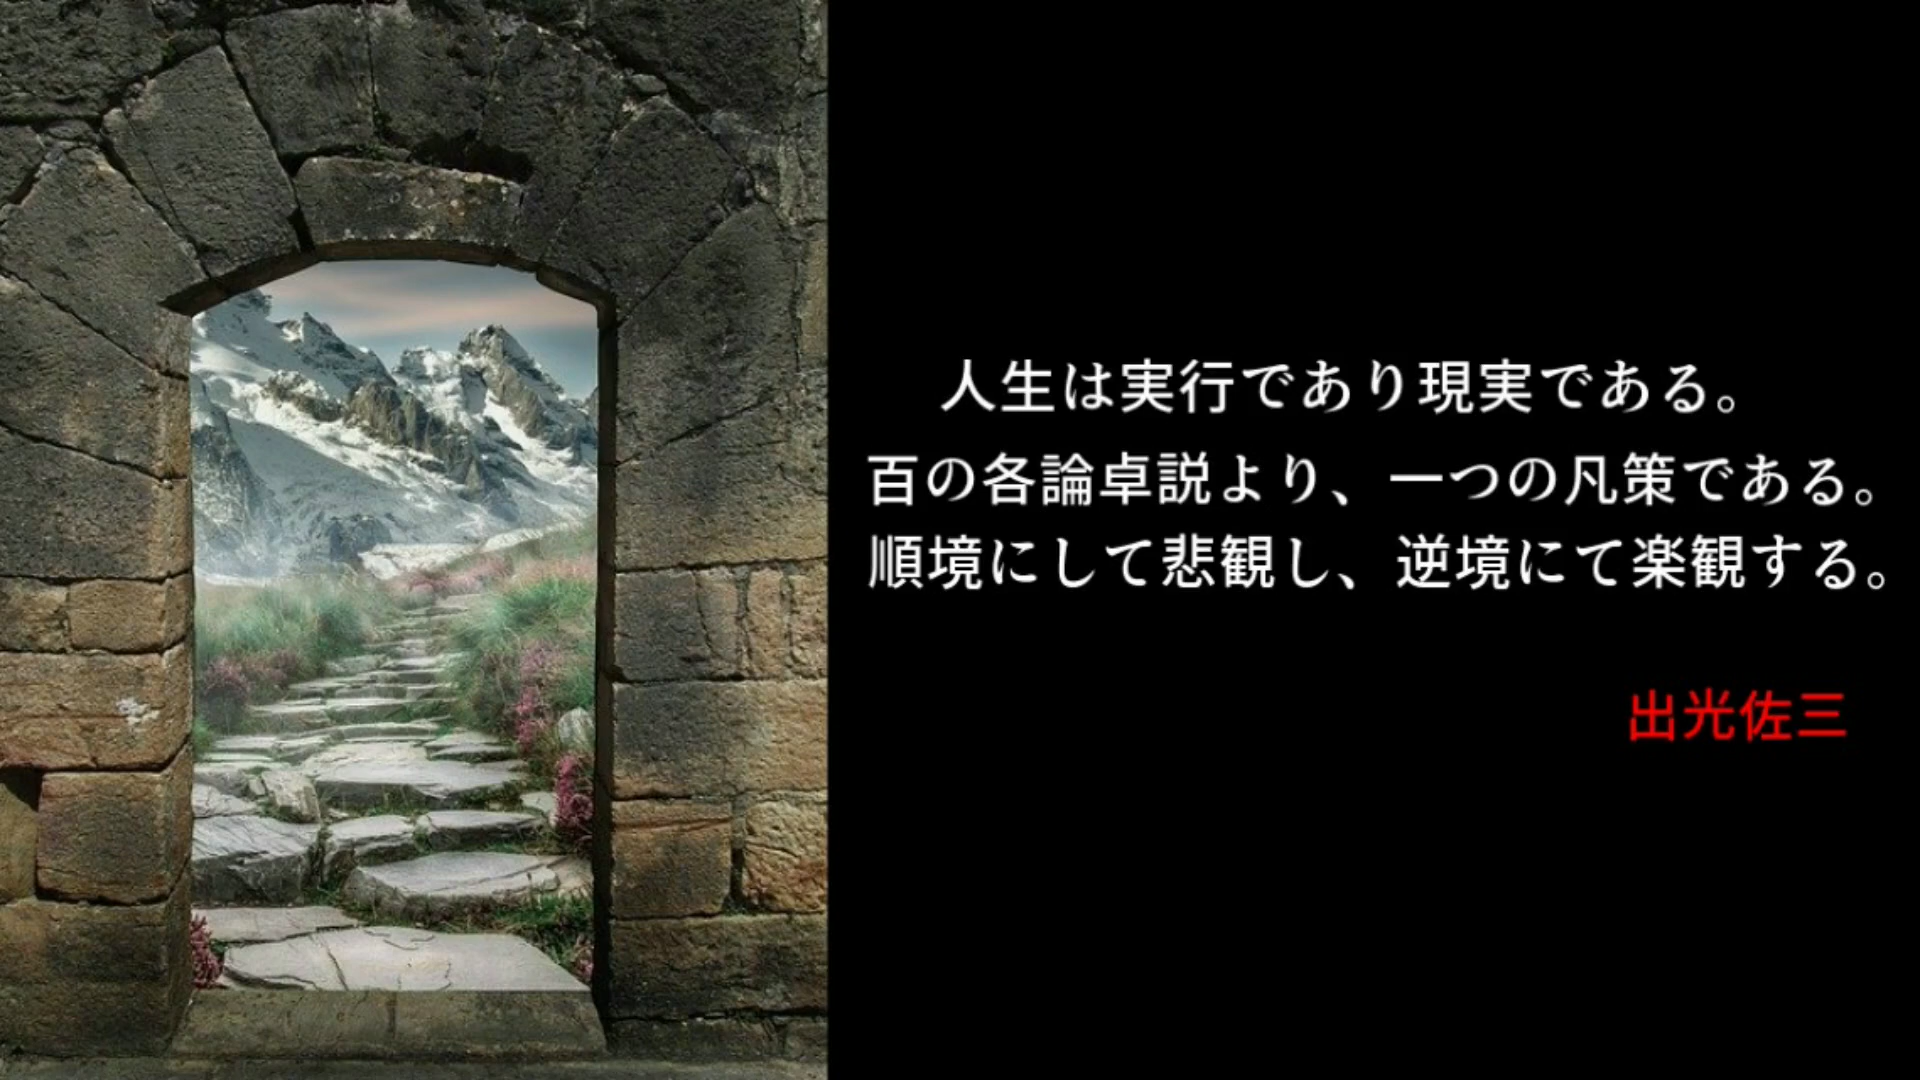 人生は実行であり現実である。
百の各論卓説より、一つの凡策である。
順境にして悲観し、逆境にて楽観する。
出光佐三